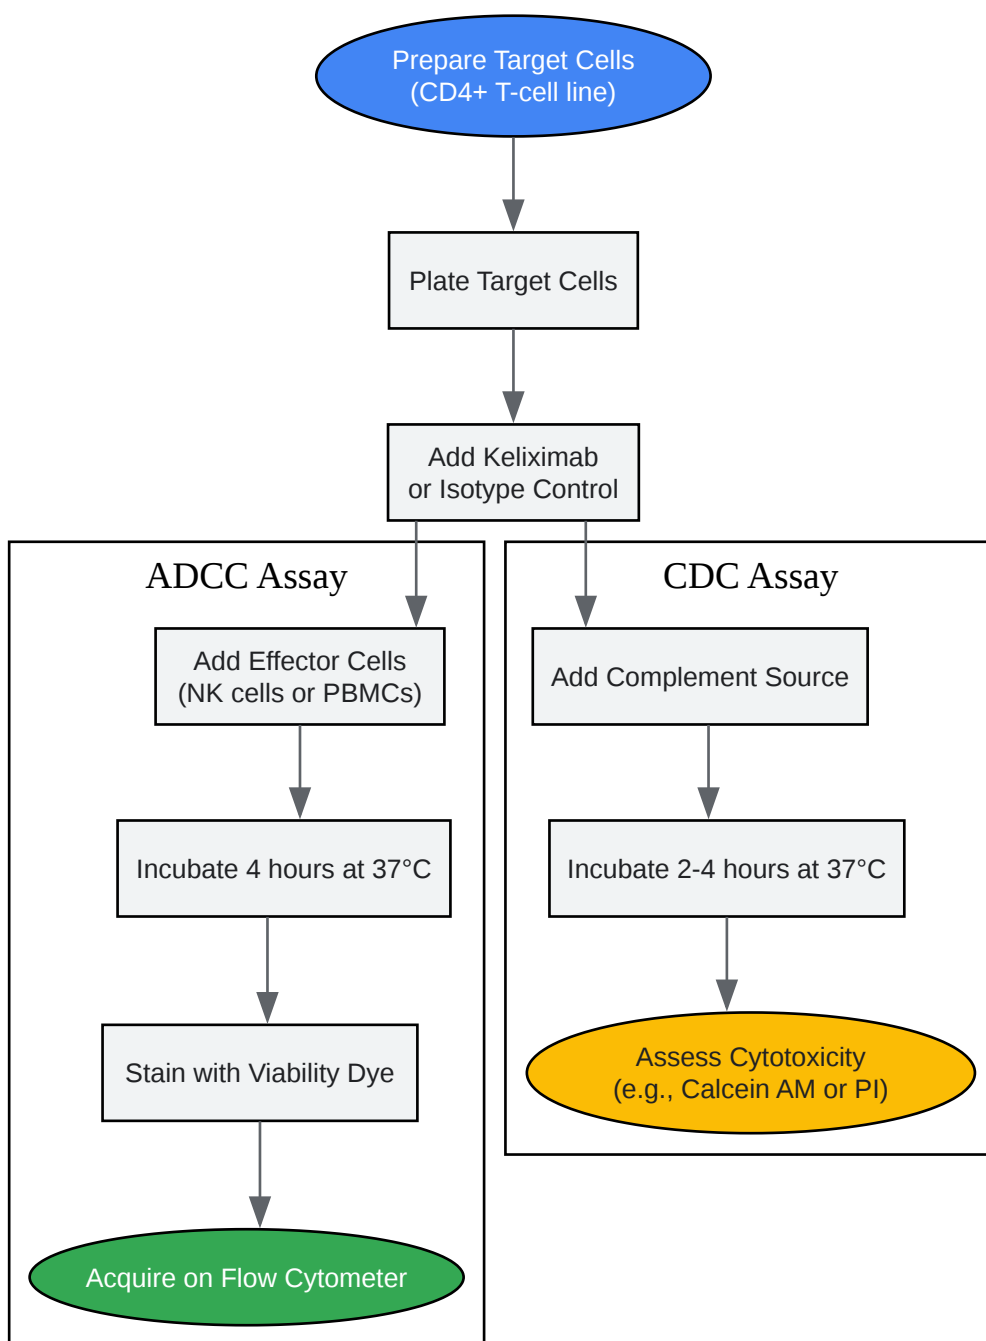 Prepare Target Cells
(CD4+ T-cell line)
Plate Target Cells
Add Keliximab
or Isotype Control
ADCC Assay
Add Effector Cells
(NK cells or PBMCs)
Incubate 4 hours at 37°C
Stain with Viability Dye
Acquire on Flow Cytometer
CDC Assay
Add Complement Source
Incubate 2-4 hours at 37°C
Assess Cytotoxicity
(e.g., Calcein AM or PI)